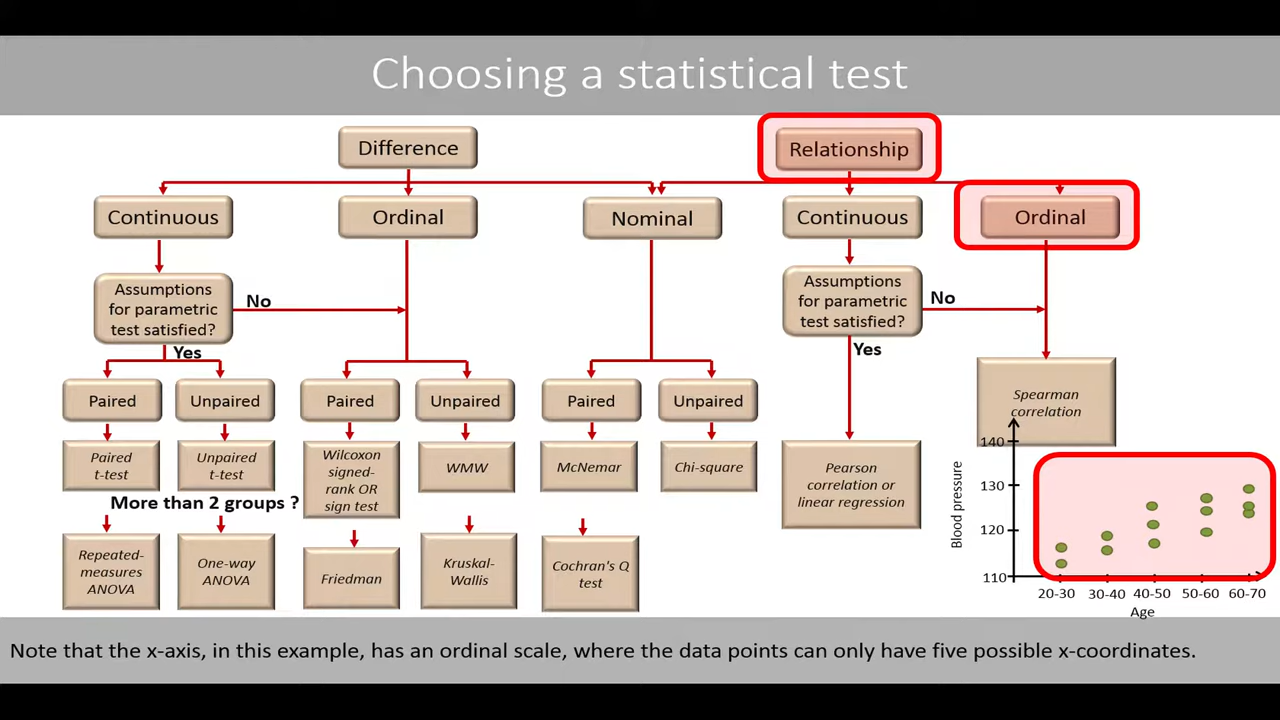 Choosing a statistical test
Difference
Relationship
Continuous
Ordinal
Nominal
Continuous
Ordinal
Assumptions
for parametric
test satisfied?
No
Yes
Assumptions
for parametric
test satisfied?
No
Yes
Paired
Unpaired
Paired
Unpaired
Paired
Unpaired
Spearman
correlation
Paired
t-test
Unpaired
t-test
Wilcoxon
signed-
rank OR
sign test
WMW
McNemar
Chi-square
Pearson
correlation or
linear regression
More than 2 groups ?
Repeated-
measures
ANOVA
One-way
ANOVA
Friedman
Kruskal-
Wallis
Cochran's Q
test
Blood pressure
140
130
120
110
20-30
30-40
40-50
50-60
60-70
Age
Note that the x-axis, in this example, has an ordinal scale, where the data points can only have five possible x-coordinates.